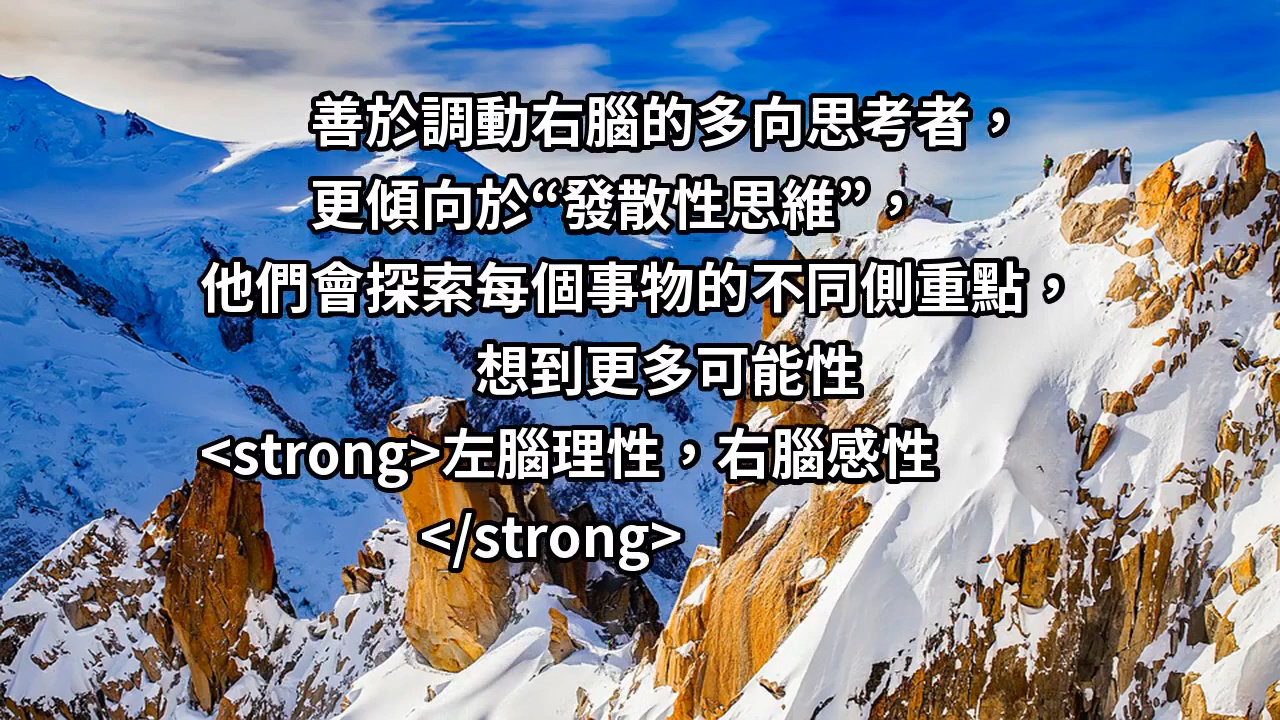 善於調動右腦的多向思考者，
更傾向於“發散性思維”，
他們會探索每個事物的不同側重點，
想到更多可能性
<strong>左腦理性，右腦感性
</strong>